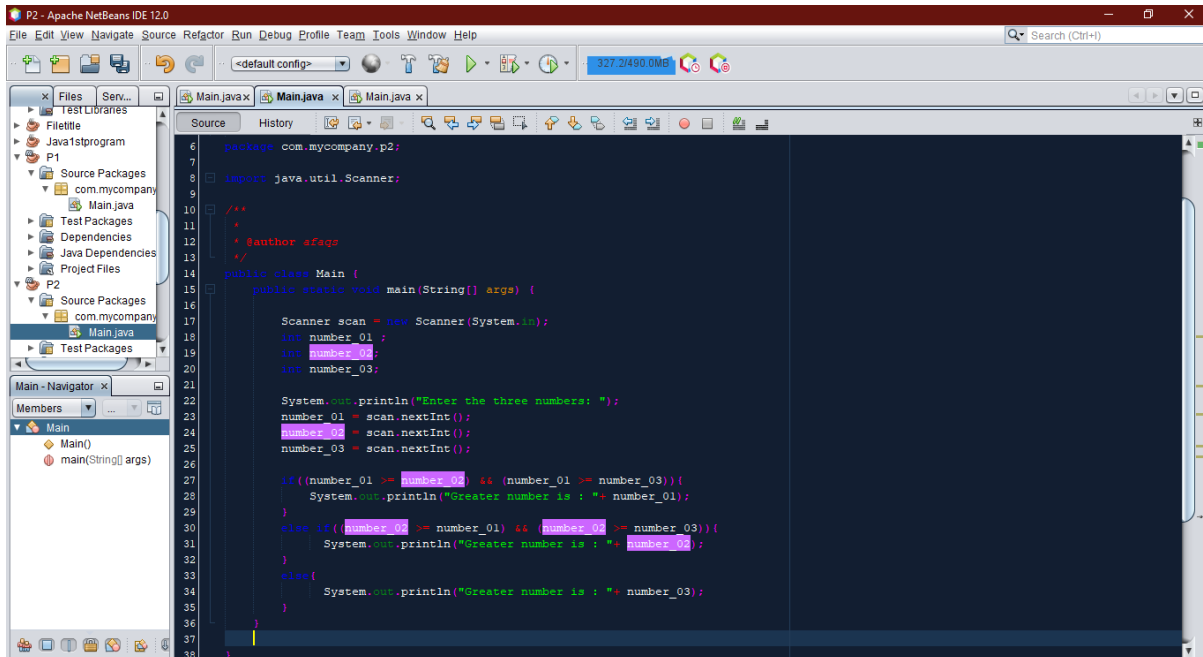 P2 - Apache NetBeans IDE 12.0
File Edit View Navigate Source Refactor Run Debug Profile Team Tools Window Help
Search (Ctrl+I)
<default config>
327.2/490.0MB
Files Serv...
Main.java Main.java Main.java
Test Libraries
Filetitle
Java1stprogram
P1
Source Packages
com.mycompany
Main.java
Test Packages
Dependencies
Java Dependencies
Project Files
P2
Source Packages
com.mycompany
Main.java
Test Packages
Main - Navigator
Members
...
Main
Main()
main(String[] args)
Source History
6 package com.mycompany.p2;
7
8 import java.util.Scanner;
9
10 /**
11 *
12 * @author afaqs
13 */
14 public class Main {
15 public static void main(String[] args) {
16
17 Scanner scan = new Scanner(System.in);
18 int number_01 ;
19 int number_02;
20 int number_03;
21
22 System.out.println("Enter the three numbers: ");
23 number_01 = scan.nextInt();
24 number_02 = scan.nextInt();
25 number_03 = scan.nextInt();
26
27 if((number_01 >= number_02) && (number_01 >= number_03)){
28 System.out.println("Greater number is : "+ number_01);
29 }
30 else if((number_02 >= number_01) && (number_02 >= number_03)){
31 System.out.println("Greater number is : "+ number_02);
32 }
33 else{
34 System.out.println("Greater number is : "+ number_03);
35 }
36 }
37
38 }